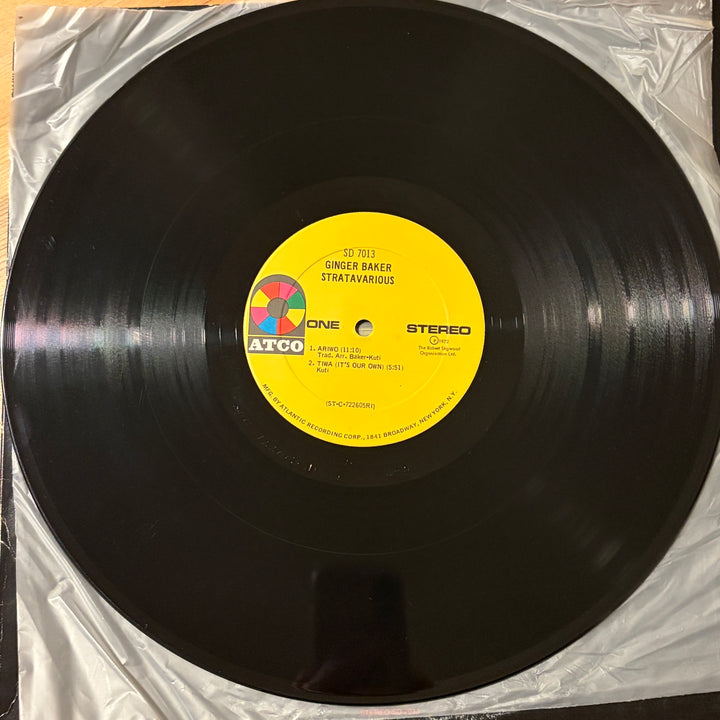 SD 7013
GINGER BAKER
STRATAVARIOUS
ATCO
ONE
STEREO
℗1972
The Robert Stigwood
Organization Ltd.
1. ARIWO (11:10)
Trad. Arr. Baker-Kuti
2. TIWA (IT'S OUR OWN) (5:51)
Kuti
(ST-C-722605RI)
MFG. BY ATLANTIC RECORDING CORP., 1841 BROADWAY, NEW YORK, N.Y.